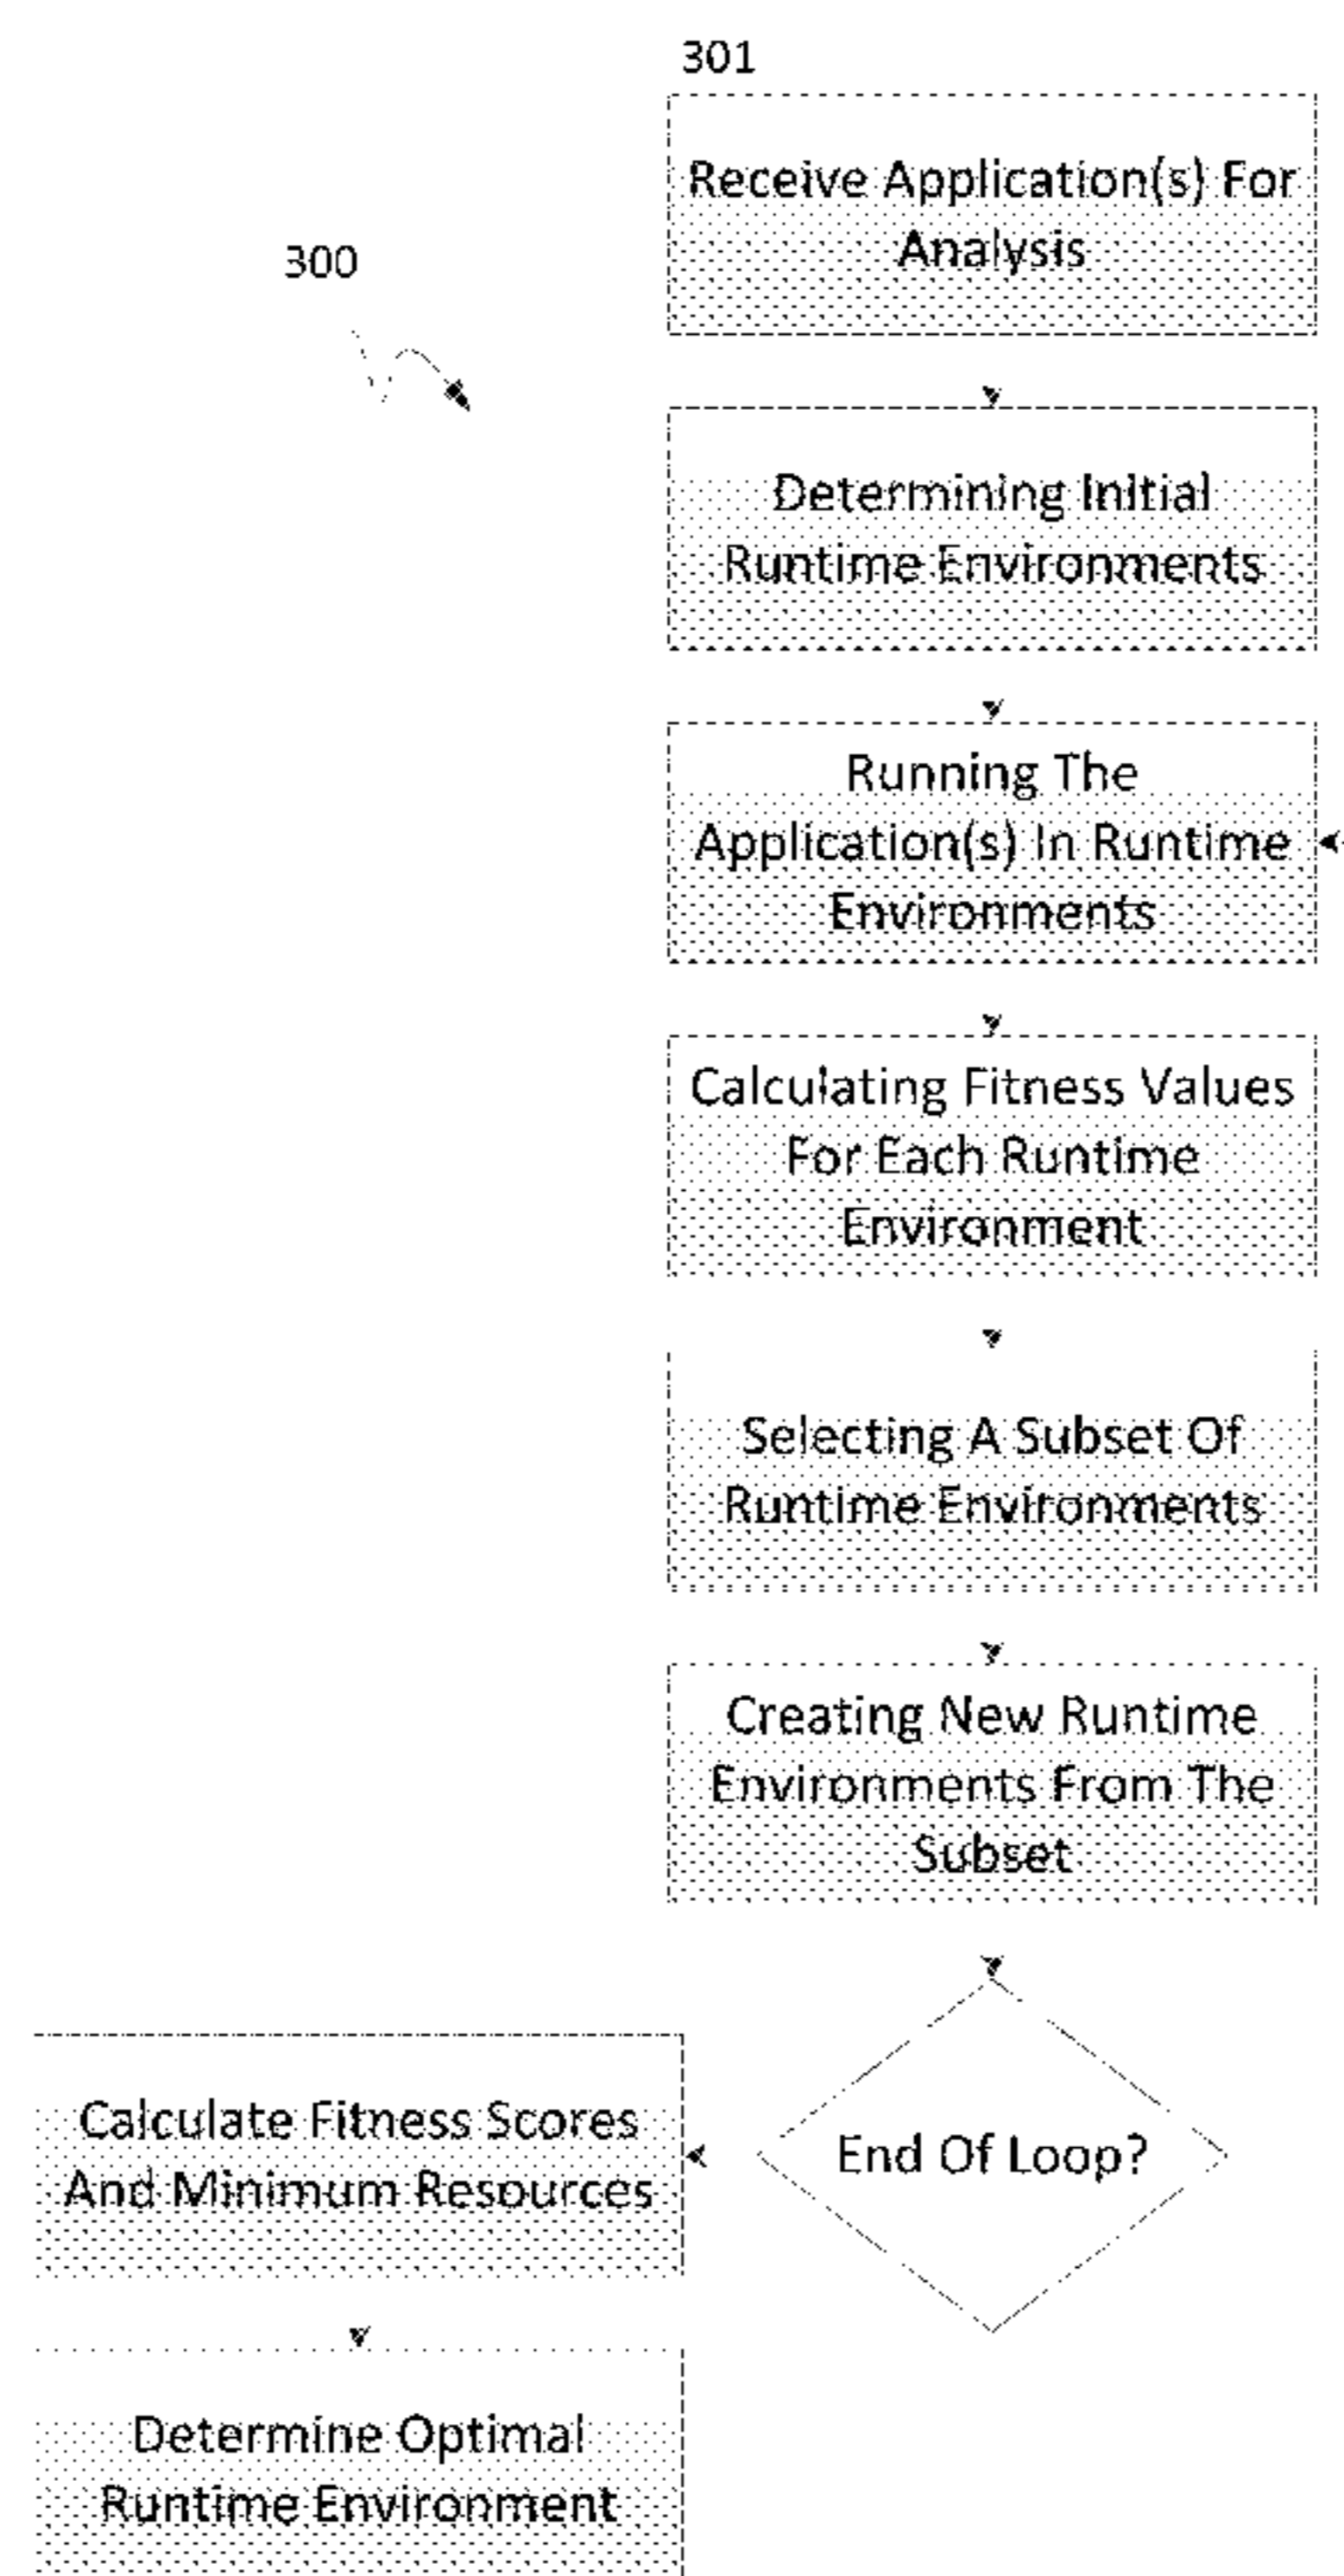 301
Receive Application(s) For
Analysis
300
Determining Initial
Runtime Environments
Running The
Application(s) In Runtime
Environments
Calculating Fitness Values
For Each Runtime
Environment
Selecting A Subset Of
Runtime Environments
Creating New Runtime
Environments From The
Subset
End Of Loop?
Calculate Fitness Scores
And Minimum Resources
Determine Optimal
Runtime Environment